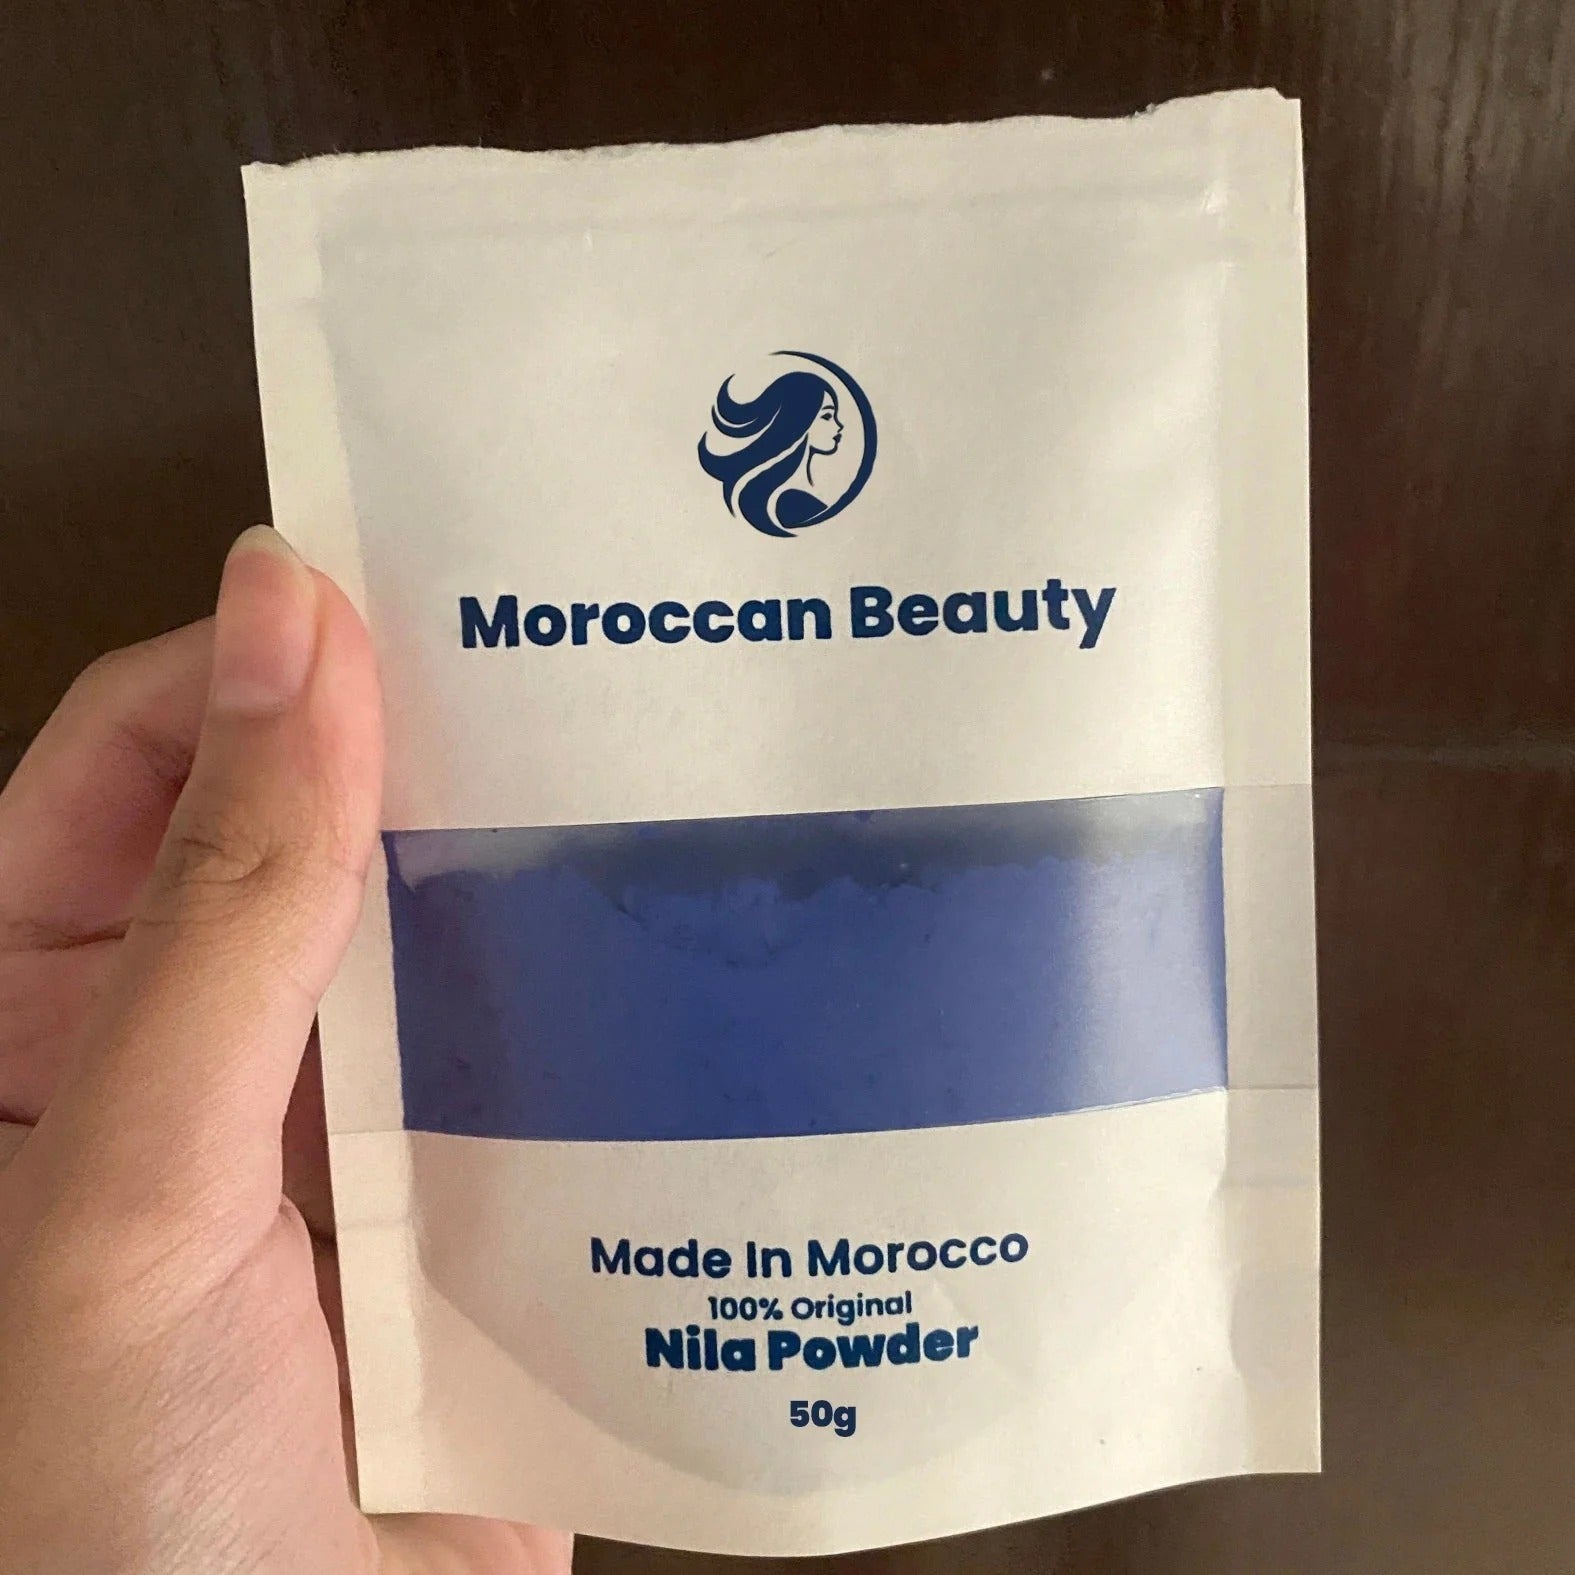 Moroccan Beauty
Made In Morocco
100% Original
Nila Powder
50g